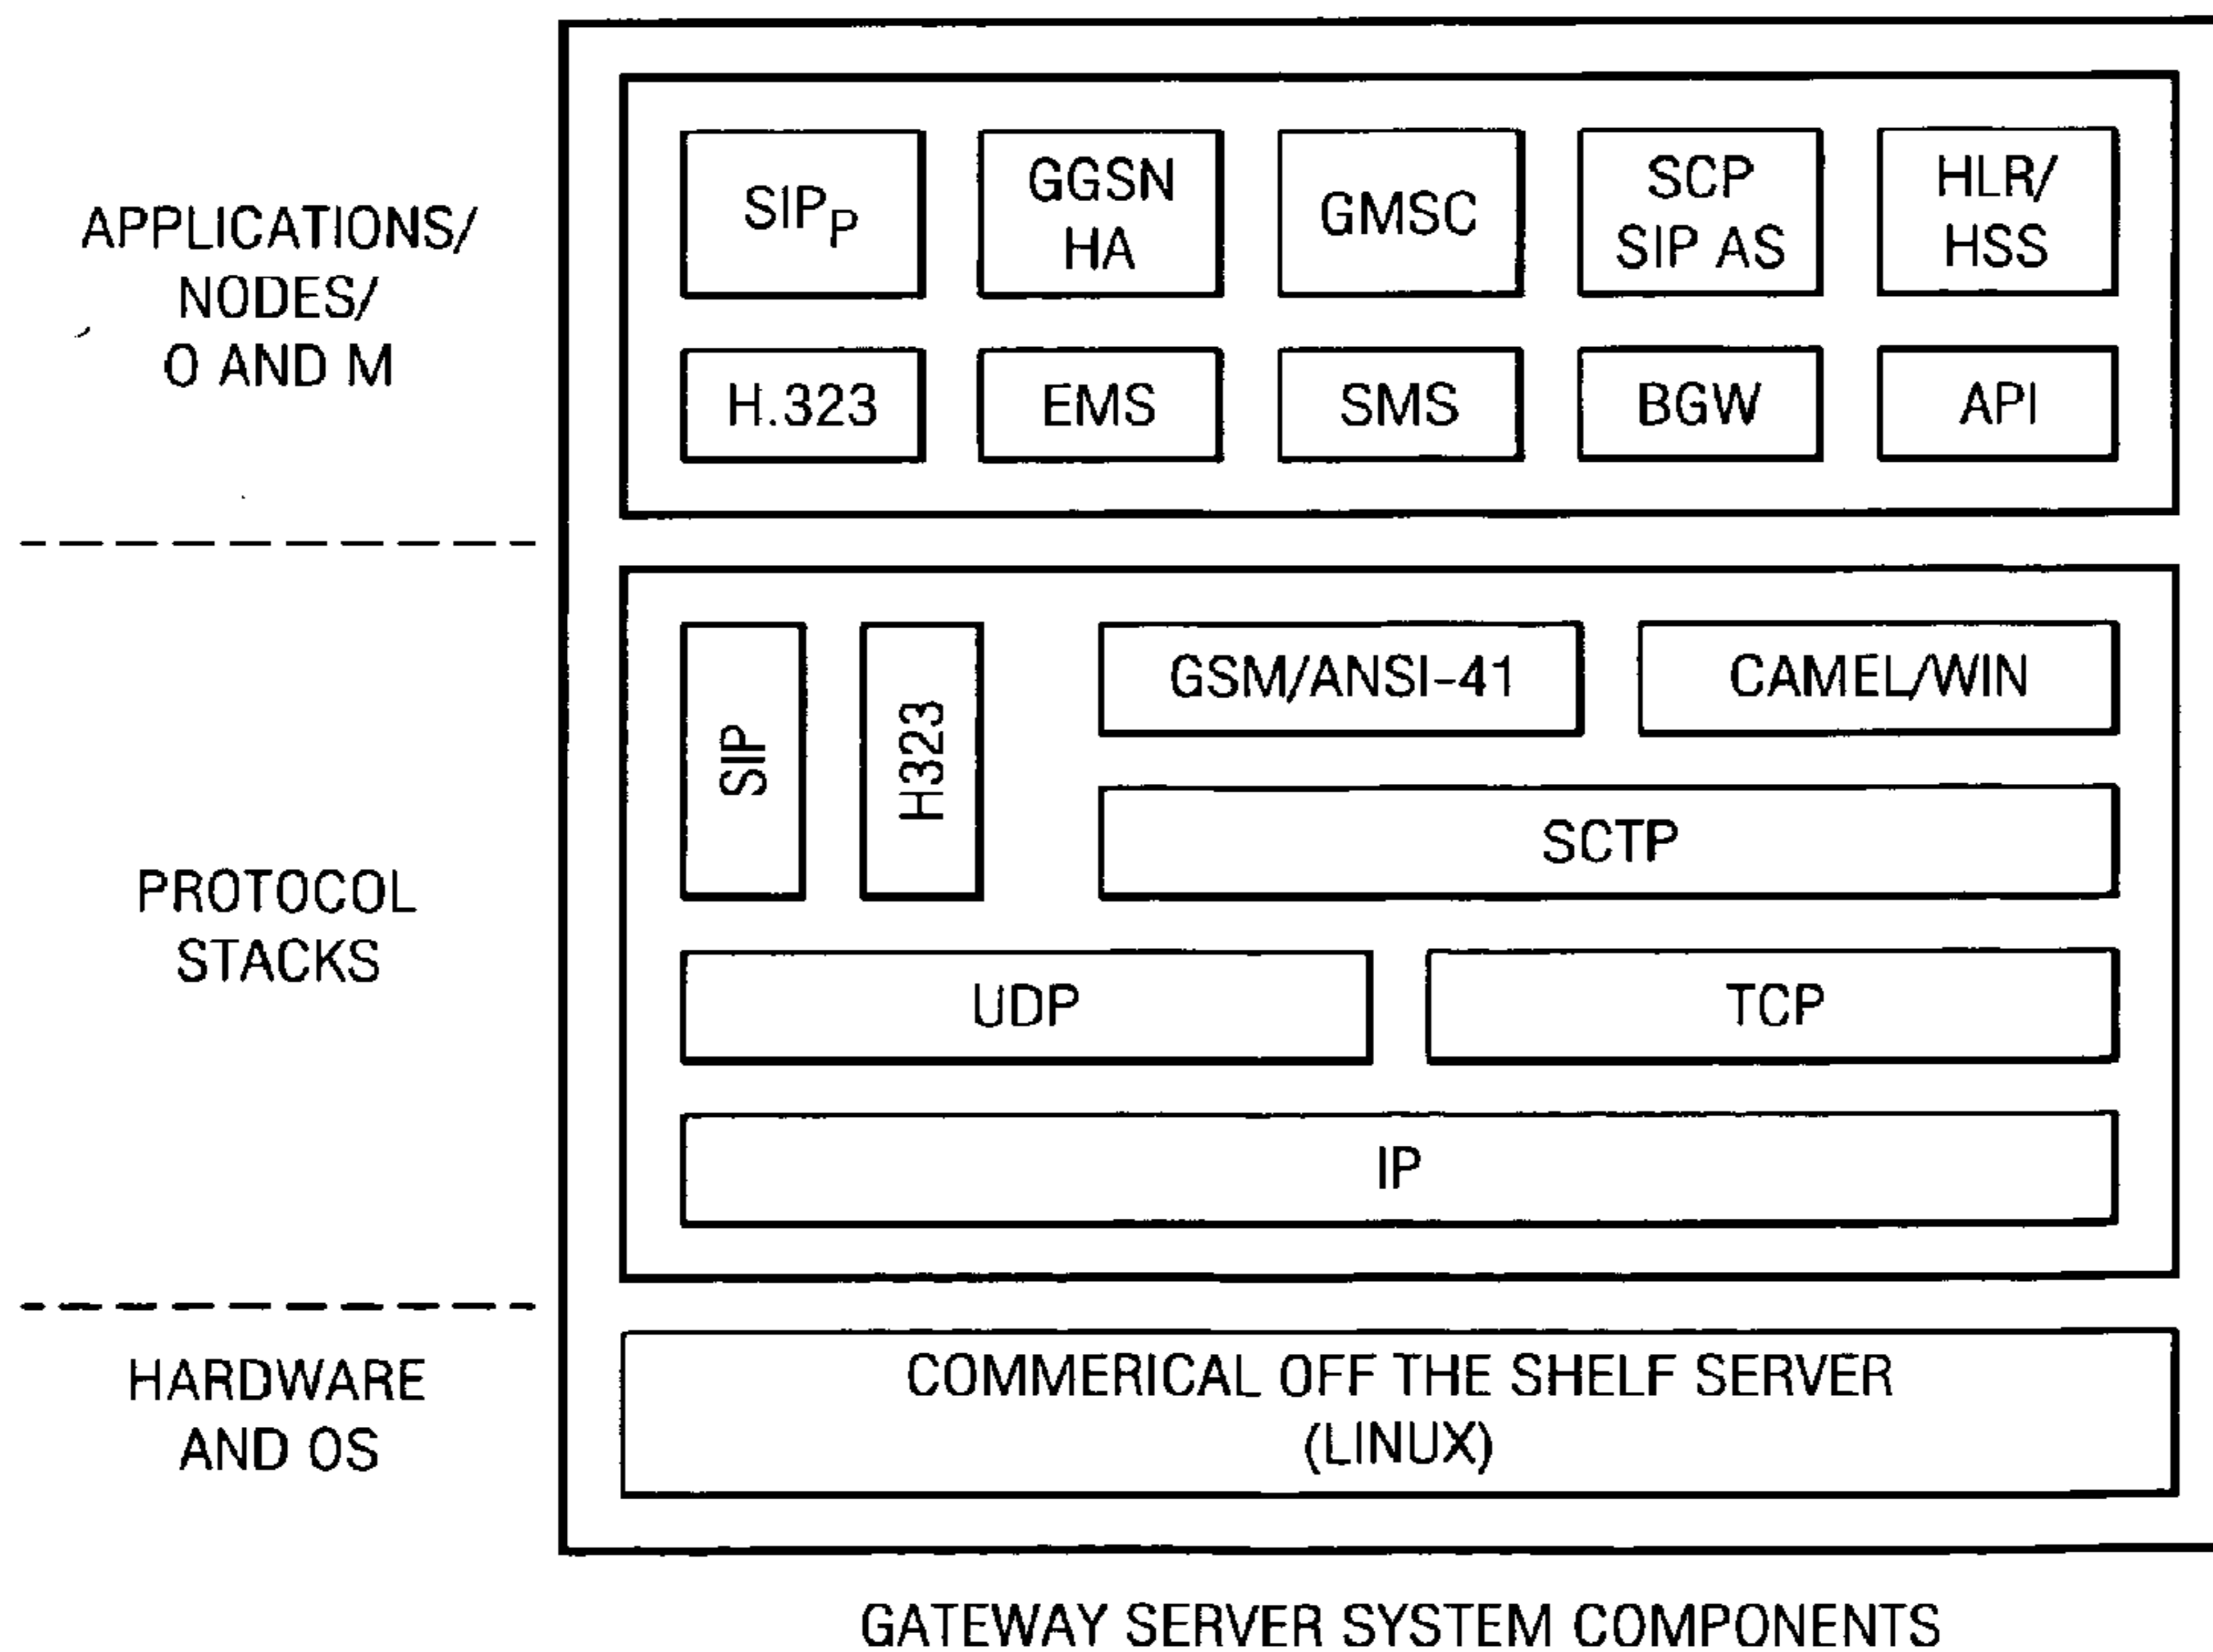 APPLICATIONS/
NODES/
O AND M
SIPP
GGSN
HA
GMSC
SCP
SIP AS
HLR/
HSS
H.323
EMS
SMS
BGW
API
PROTOCOL
STACKS
SIP
H323
GSM/ANSI-41
CAMEL/WIN
SCTP
UDP
TCP
IP
HARDWARE
AND OS
COMMERICAL OFF THE SHELF SERVER
(LINUX)
GATEWAY SERVER SYSTEM COMPONENTS